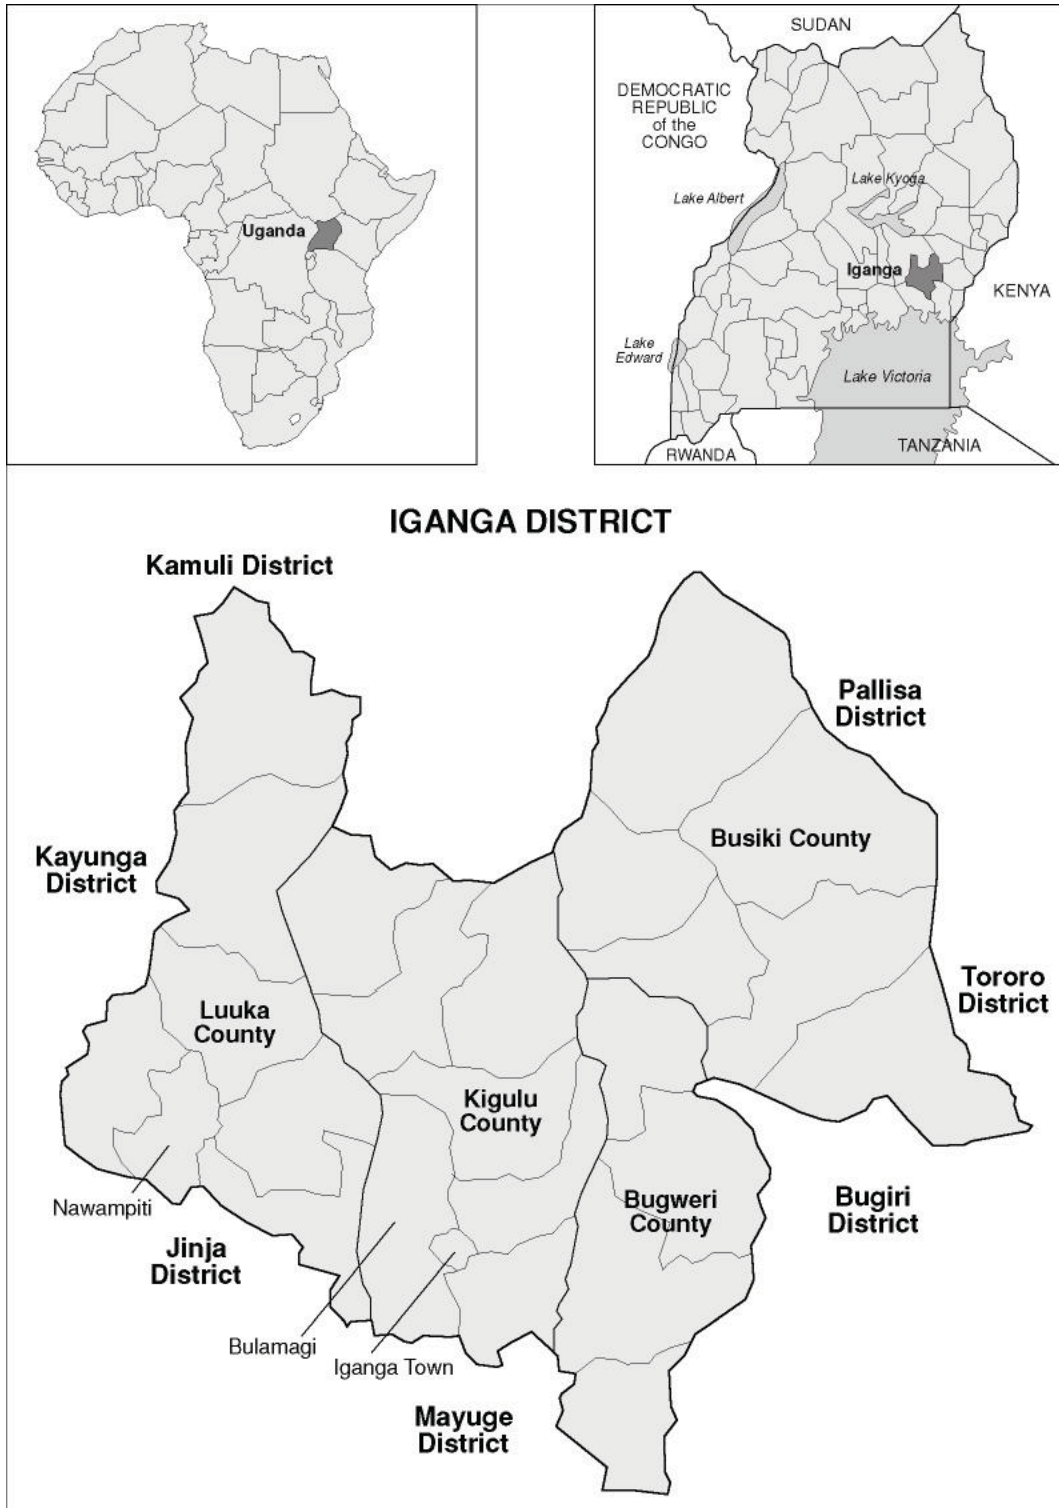 Uganda
SUDAN
DEMOCRATIC
REPUBLIC
of the
CONGO
Lake Kyoga
Lake Albert
Iganga
KENYA
Lake
Edward
Lake Victoria
TANZANIA
RWANDA
IGANGA DISTRICT
Kamuli District
Pallisa
District
Busiki County
Kayunga
District
Tororo
District
Luuka
County
Kigulu
County
Nawampiti
Bugweri
County
Bugiri
District
Jinja
District
Bulamagi
Iganga Town
Mayuge
District